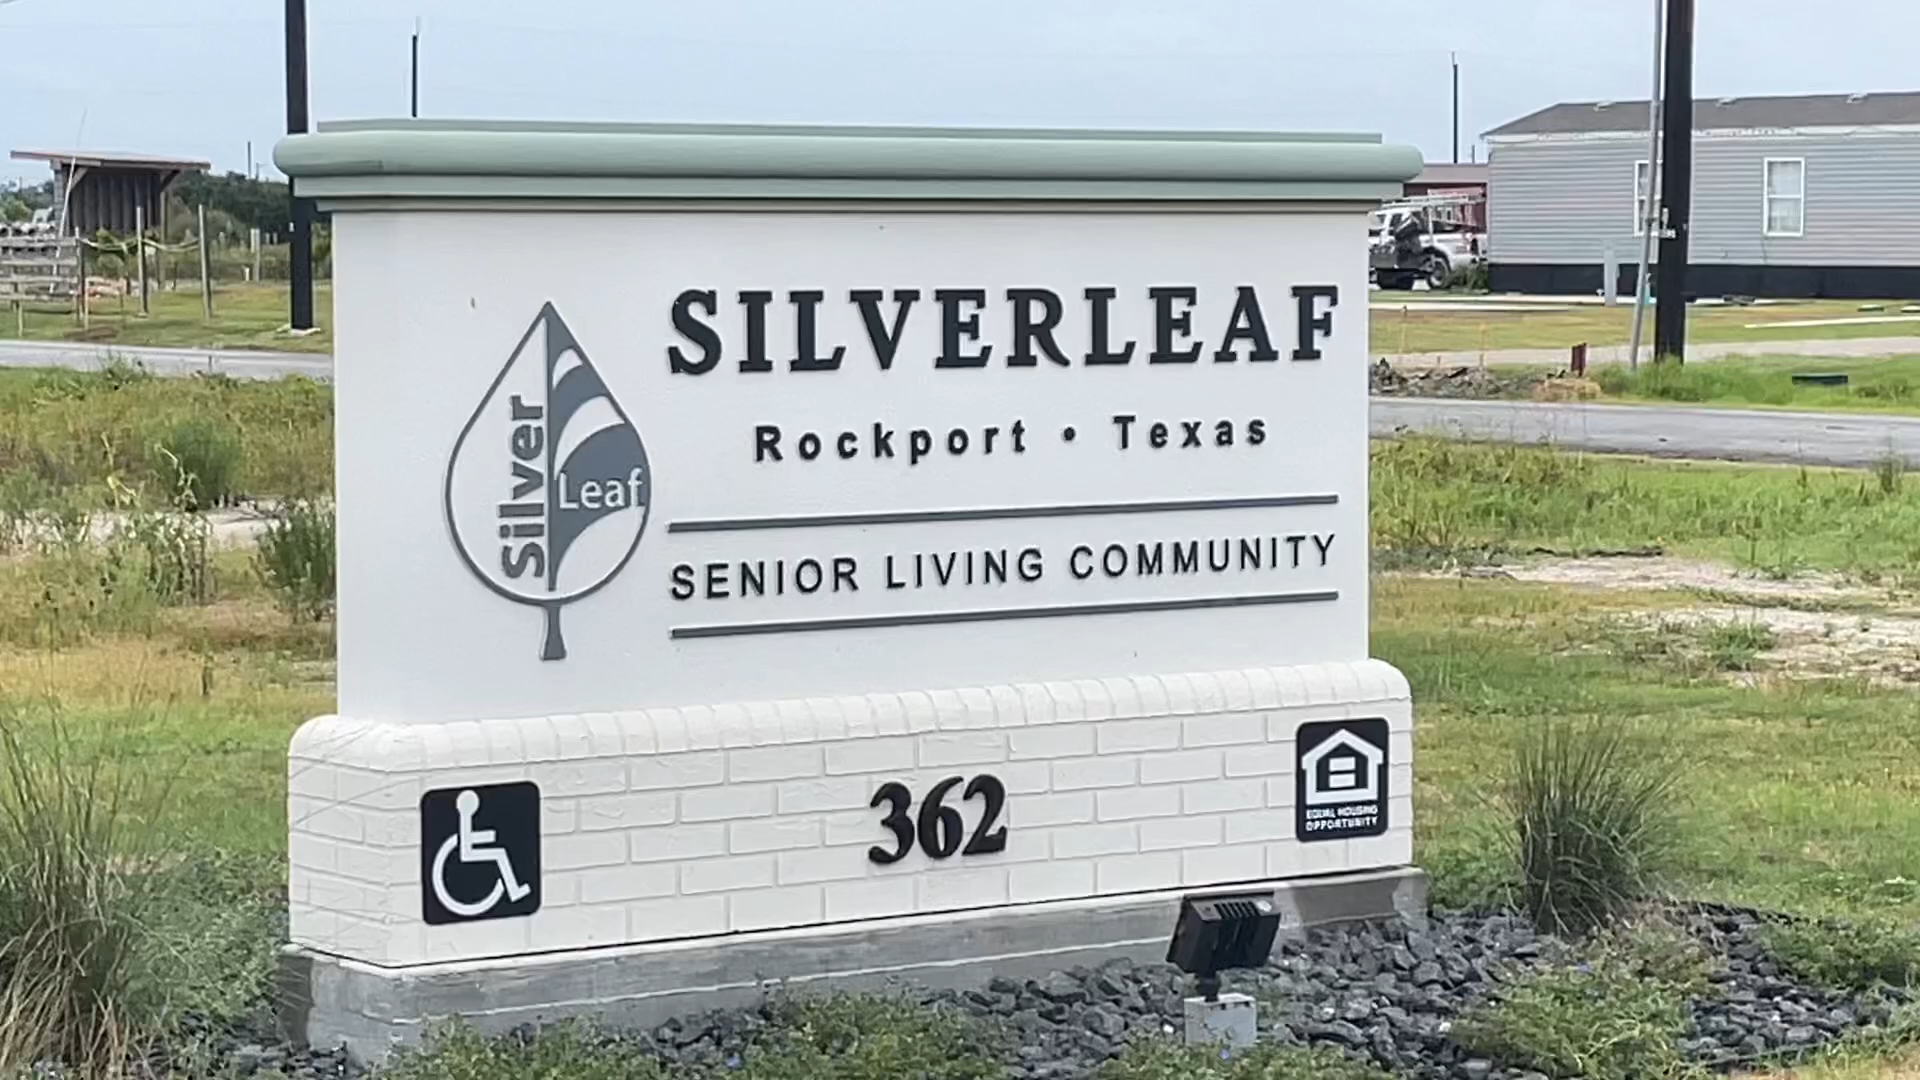 SILVERLEAF
Rockport • Texas
Silver
Leaf
SENIOR LIVING COMMUNITY
362
EQUAL HOUSING
OPPORTUNITY